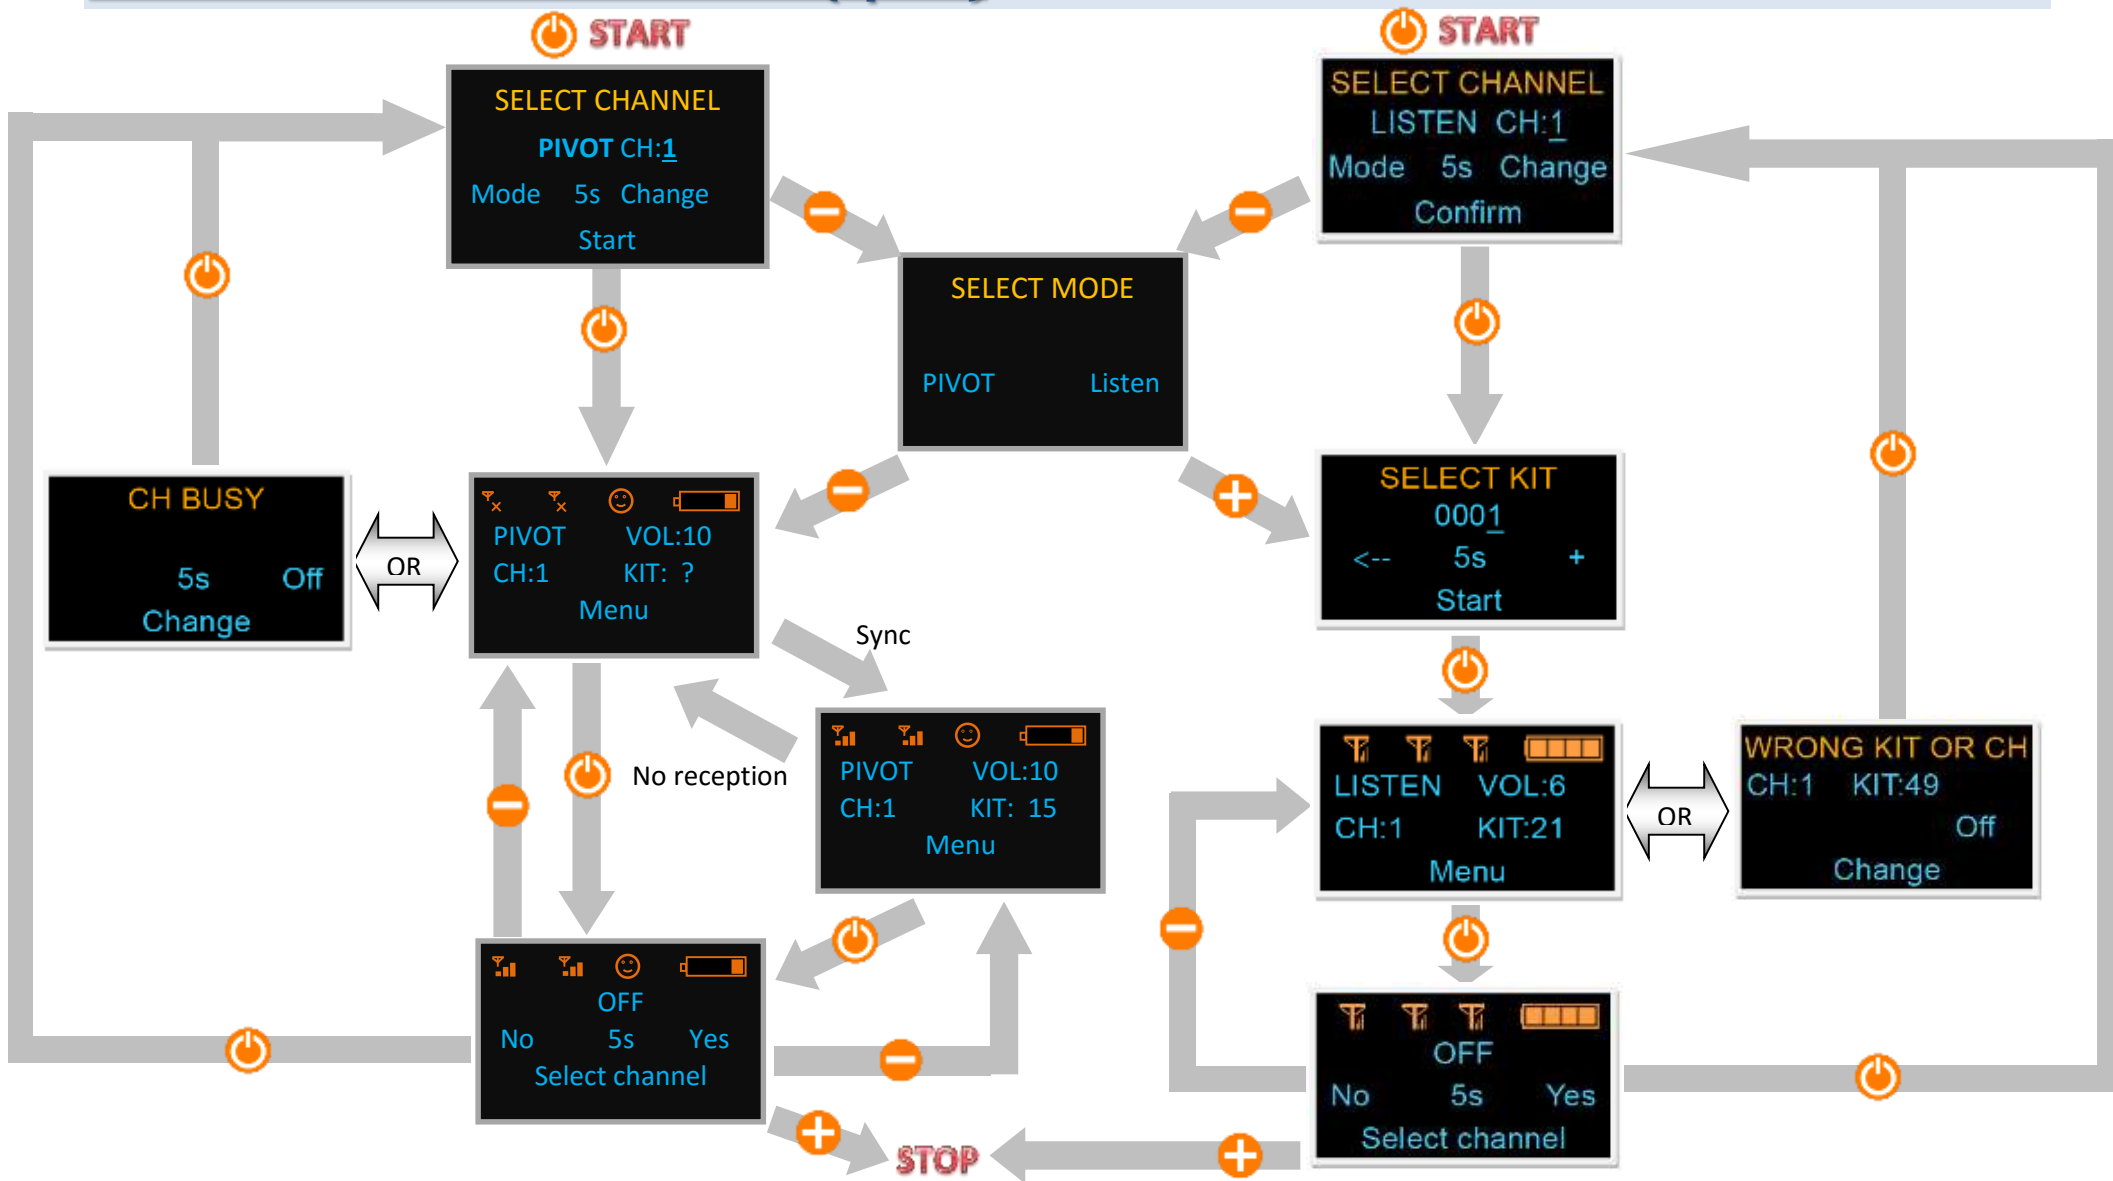 START
SELECT CHANNEL
PIVOT CH:1
Mode 5s Change
Start
START
SELECT CHANNEL
LISTEN CH:1
Mode 5s Change
Confirm
SELECT MODE
PIVOT Listen
CH BUSY
5s Off
Change
OR
PIVOT VOL:10
CH:1 KIT: ?
Menu
SELECT KIT
0001
<-- 5s +
Start
Sync
No reception
PIVOT VOL:10
CH:1 KIT: 15
Menu
LISTEN VOL:6
CH:1 KIT:21
Menu
OR
WRONG KIT OR CH
CH:1 KIT:49
Off
Change
OFF
No 5s Yes
Select channel
OFF
No 5s Yes
Select channel
STOP